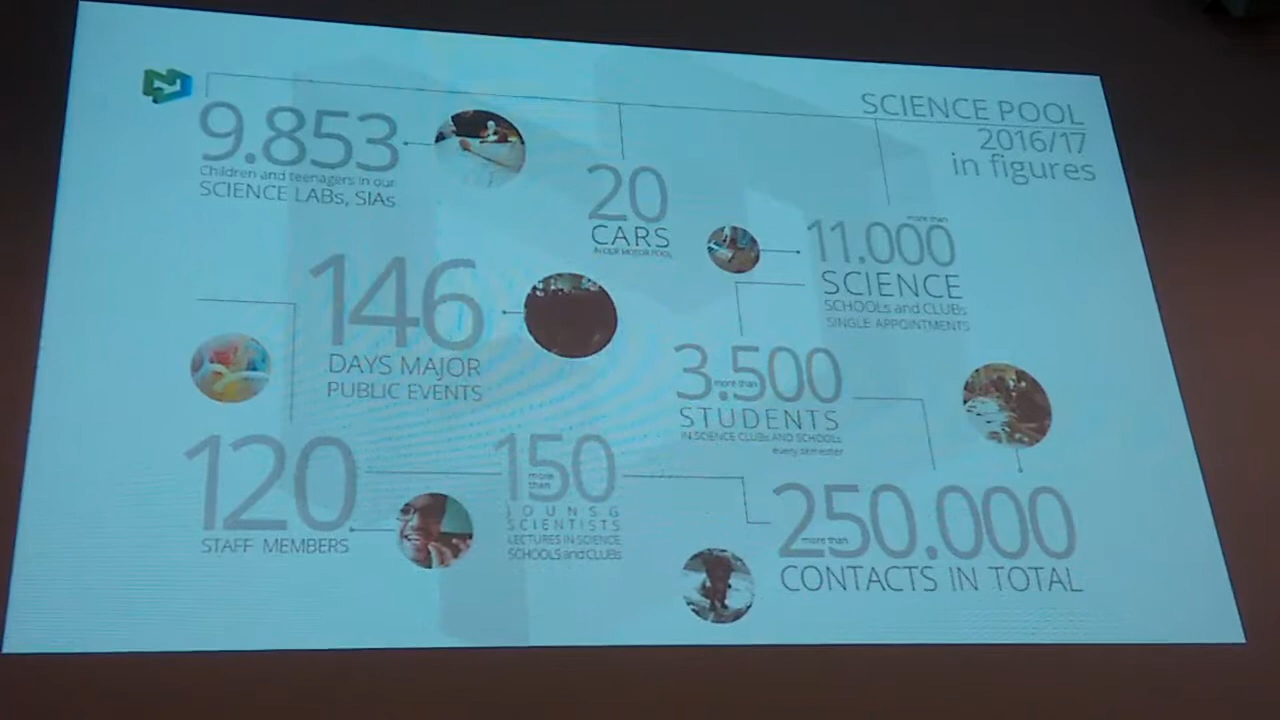 SCIENCE POOL
2016/17
in figures
9.853
Children and teenagers in our
SCIENCE LABs, SIAs
20
CARS
IN OUR MOTOR POOL
more than
11.000
SCIENCE
SCHOOLs and CLUBs
SINGLE APPOINTMENTS
146
DAYS MAJOR
PUBLIC EVENTS
3.500
more than
STUDENTS
IN SCIENCE CLUBs AND SCHOOLs
every semester
120
STAFF MEMBERS
150
more
than
SCIENTISTS
LECTURES IN SCIENCE
SCHOOLS and CLUBs
250.000
more than
CONTACTS IN TOTAL